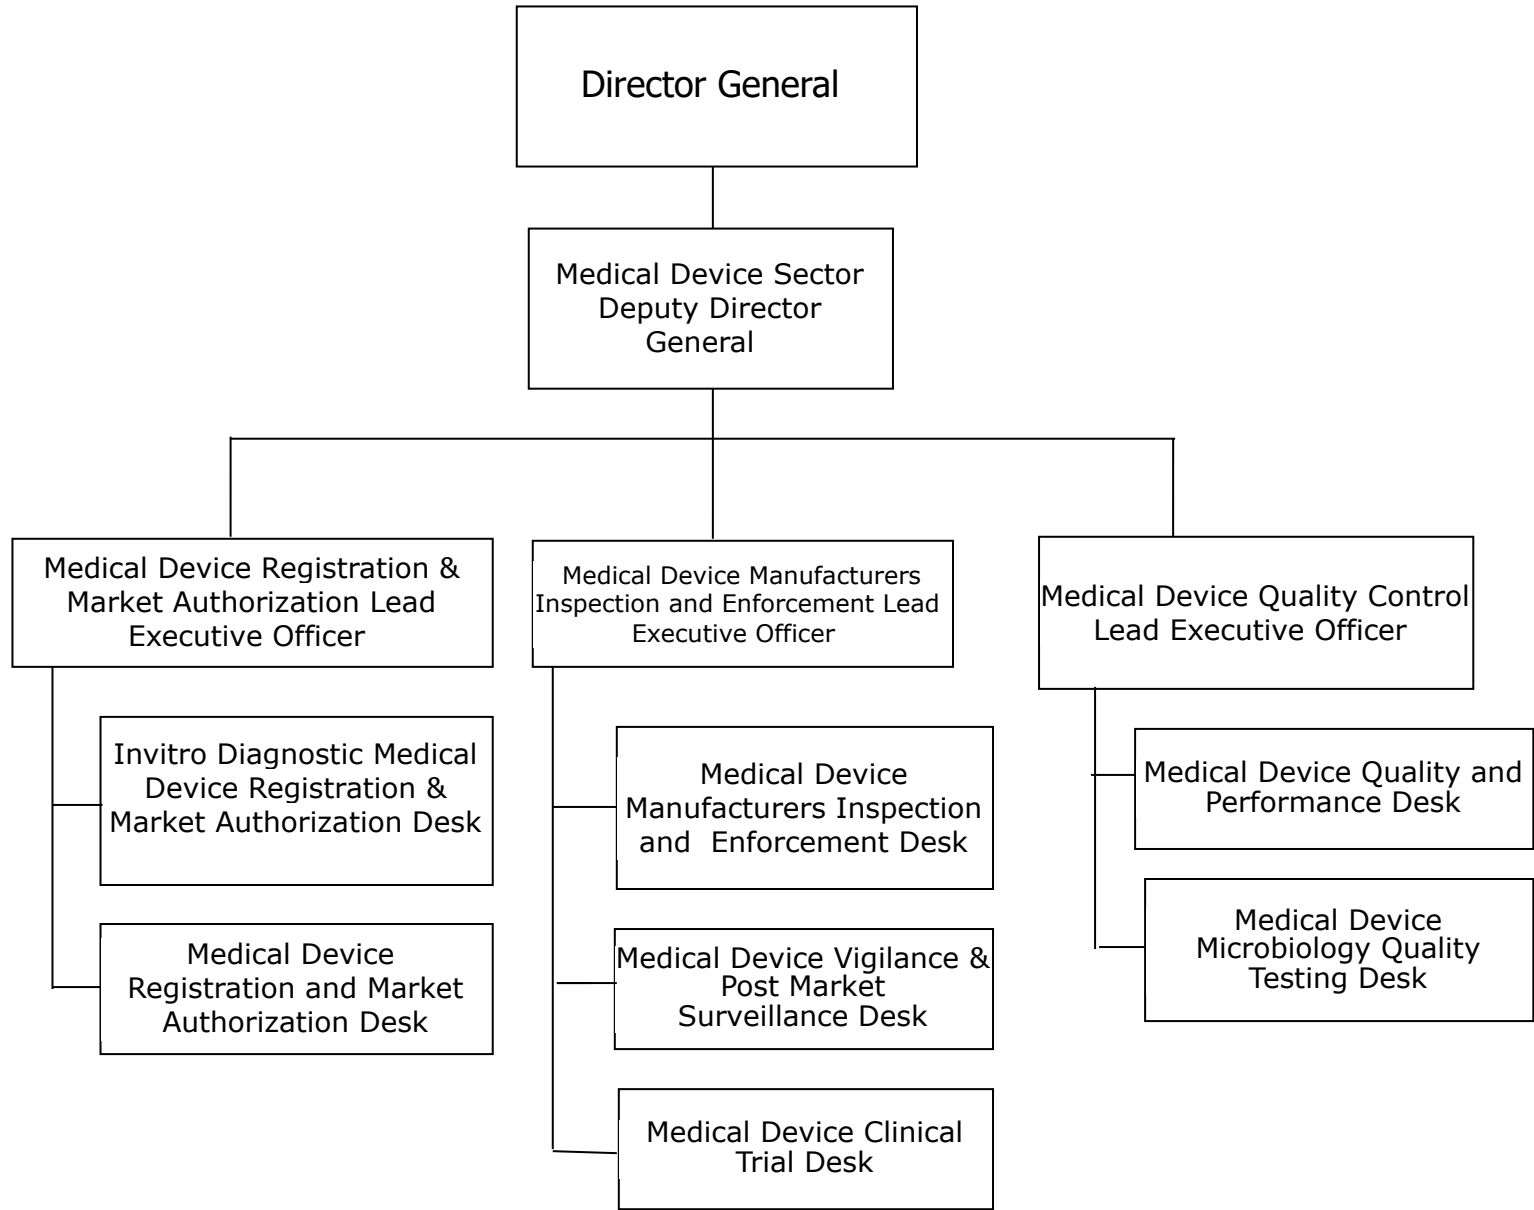 Director General
Medical Device Sector
Deputy Director
General
Medical Device Registration &
Market Authorization Lead
Executive Officer
Invitro Diagnostic Medical
Device Registration &
Market Authorization Desk
Medical Device
Registration and Market
Authorization Desk
Medical Device Manufacturers
Inspection and Enforcement Lead
Executive Officer
Medical Device
Manufacturers Inspection
and  Enforcement Desk
Medical Device Vigilance &
Post Market
Surveillance Desk
Medical Device Clinical
Trial Desk
Medical Device Quality Control
Lead Executive Officer
Medical Device Quality and
Performance Desk
Medical Device
Microbiology Quality
Testing Desk